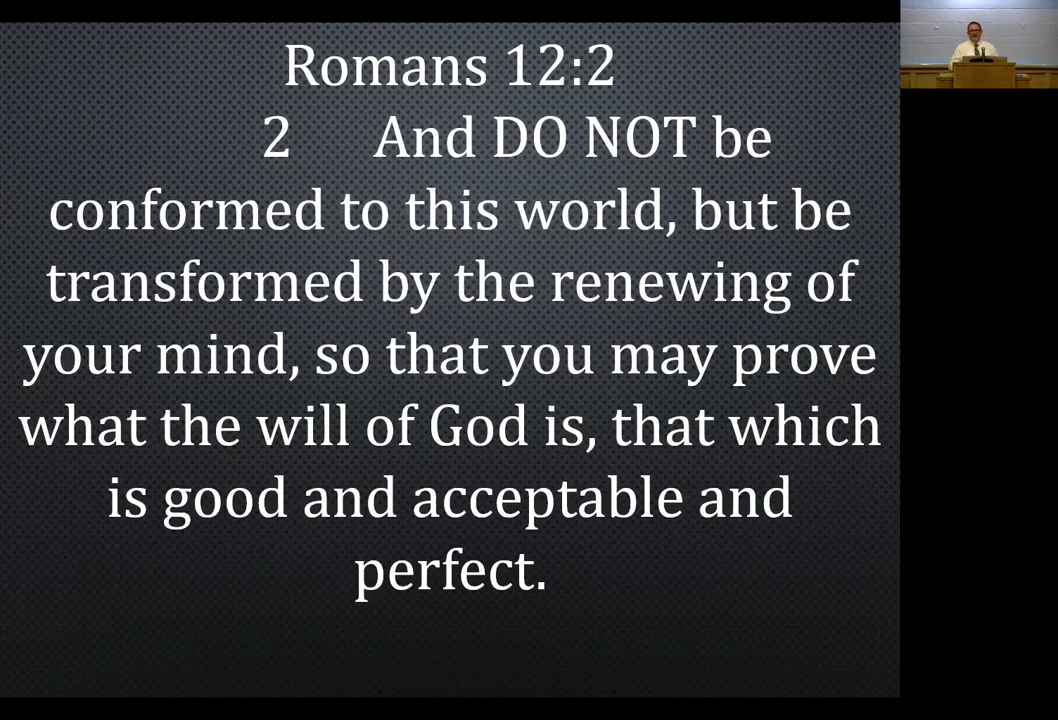 Romans 12:2
2 And DO NOT be
conformed to this world, but be
transformed by the renewing of
your mind, so that you may prove
what the will of God is, that which
is good and acceptable and
perfect.